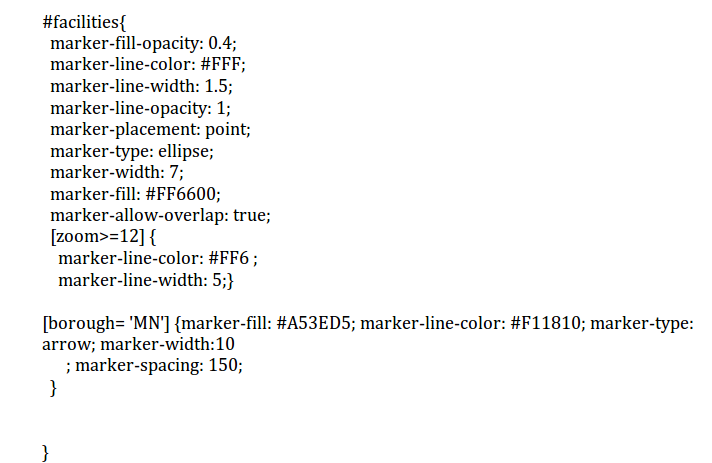 #facilities{
marker-fill-opacity: 0.4;
marker-line-color: #FFF;
marker-line-width: 1.5;
marker-line-opacity: 1;
marker-placement: point;
marker-type: ellipse;
marker-width: 7;
marker-fill: #FF6600;
marker-allow-overlap: true;
[zoom>=12] {
marker-line-color: #FF6 ;
marker-line-width: 5;}
[borough= 'MN'] {marker-fill: #A53ED5; marker-line-color: #F11810; marker-type:
arrow; marker-width:10
; marker-spacing: 150;
}
}